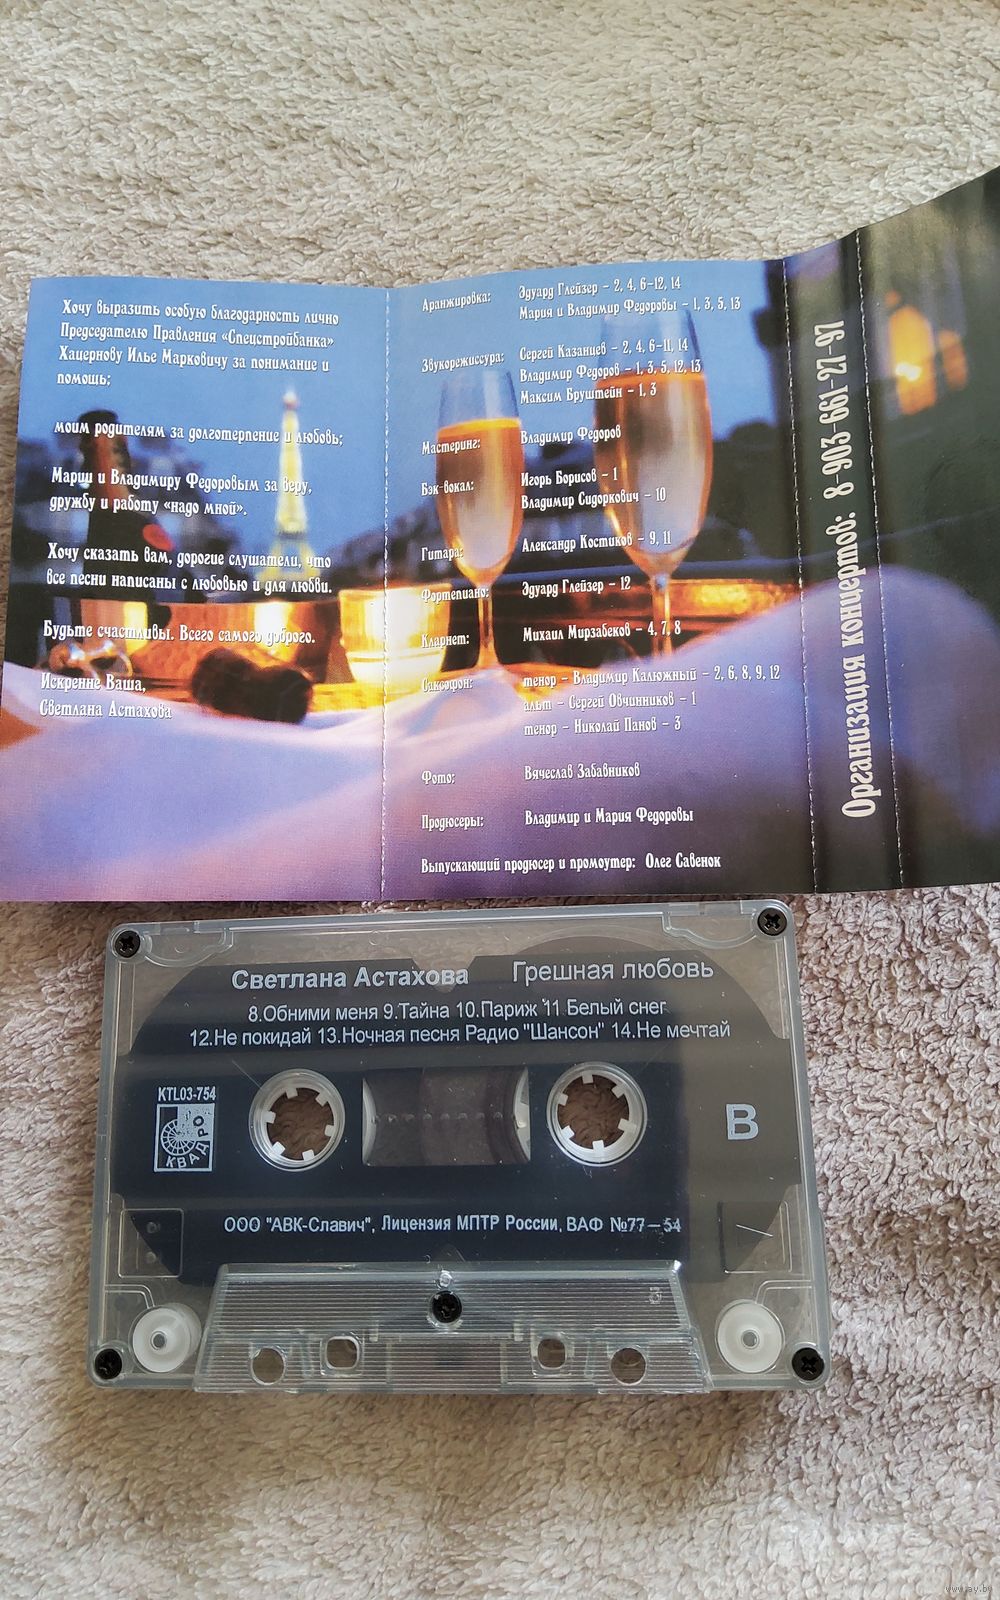 Хочу выразить особую благодарность лично
Председателю Правления «Спецстройбанка»
Хацернову Илье Марковичу за понимание и
помощь;
моим родителям за долготерпение и любовь;
Марии и Владимиру Федоровым за веру,
дружбу и работу «надо мной».
Хочу сказать вам, дорогие слушатели, что
все песни написаны с любовью и для любви.
Будьте счастливы. Всего самого доброго.
Искренне Ваша,
Светлана Астахова
Аранжировка: Эдуард Глейзер – 2, 4, 6–12, 14
Мария и Владимир Федоровы – 1, 3, 5, 13
Звукорежиссура: Сергей Казанцев – 2, 4, 6–11, 14
Владимир Федоров – 1, 3, 5, 12, 13
Максим Бруштейн – 1, 3
Мастеринг: Владимир Федоров
Бэк-вокал: Игорь Борисов – 1
Владимир Сидоркович – 10
Гитара: Александр Костиков – 9, 11
Фортепиано: Эдуард Глейзер – 12
Кларнет: Михаил Мирзабеков – 4, 7, 8
Саксофон: тенор – Владимир Калюжный – 2, 6, 8, 9, 12
альт – Сергей Овчинников – 1
тенор – Николай Панов – 3
Фото: Вячеслав Забавников
Продюсеры: Владимир и Мария Федоровы
Выпускающий продюсер и промоутер: Олег Савенок
Организация концертов: 8-903-661-27-97
Светлана Астахова Грешная любовь
8.Обними меня 9.Тайна 10.Париж 11 Белый снег
12.Не покидай 13.Ночная песня Радио "Шансон" 14.Не мечтай
KTL03-754
КВАДРО
B
ООО "АВК-Славич", Лицензия МПТР России, ВАФ №77–54
www.ay.by